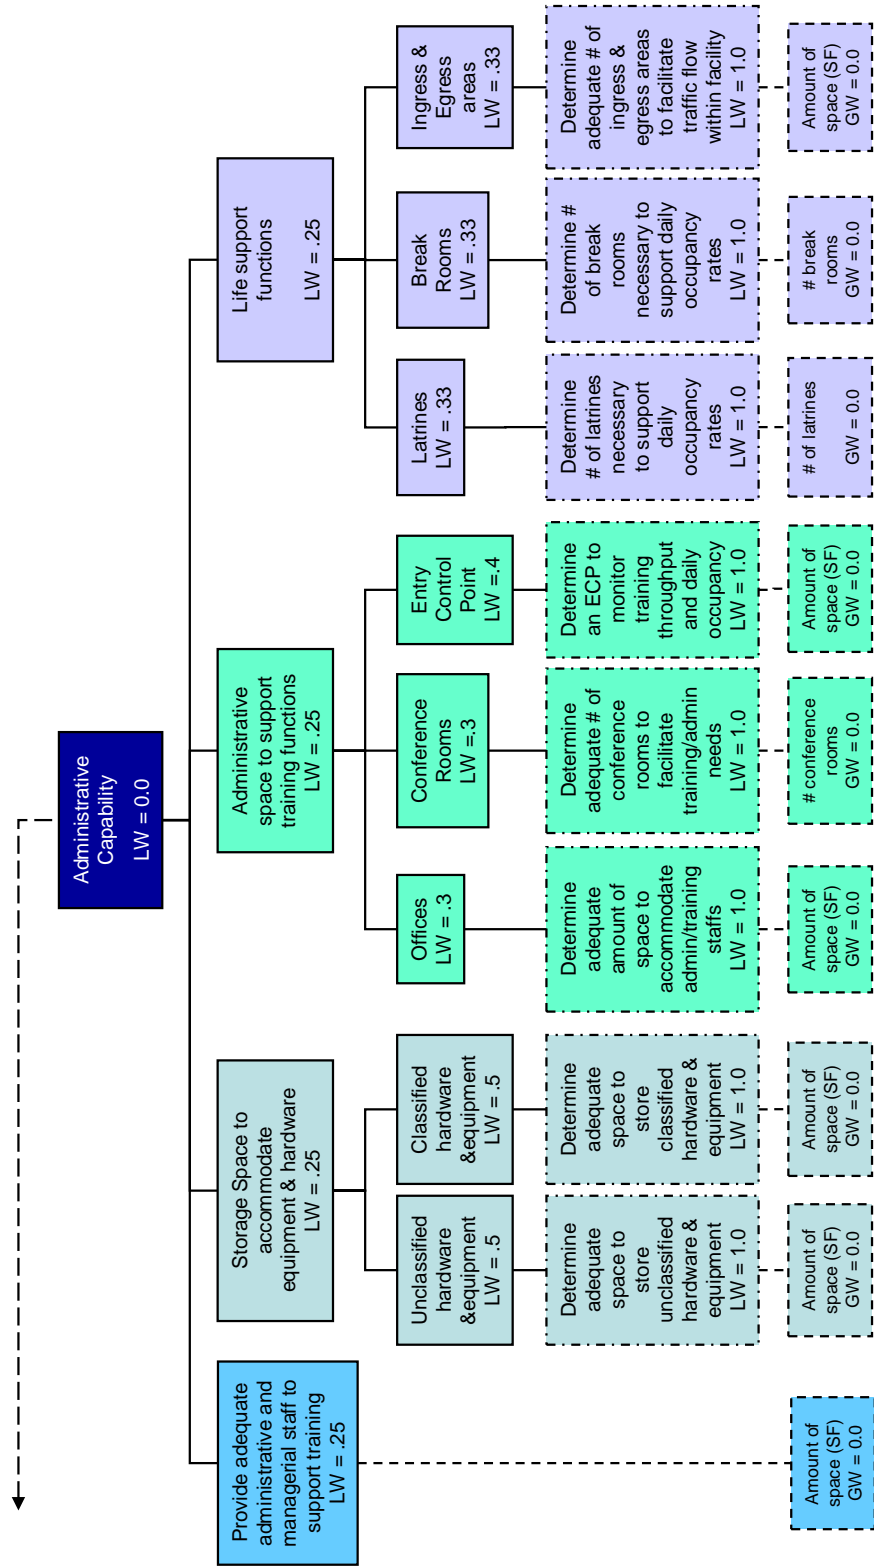 Administrative
Capability
LW = 0.0
Provide adequate
administrative and
managerial staff to
support training
LW = .25
Storage Space to
accommodate
equipment & hardware
LW = .25
Administrative
space to support
training functions
LW = .25
Life support
functions
LW = .25
Unclassified
hardware
&equipment
LW = .5
Classified
hardware
&equipment
LW = .5
Offices
LW = .3
Conference
Rooms
LW=.3
Entry
Control
Point
LW =.4
Latrines
LW = .33
Break
Rooms
LW = .33
Ingress &
Egress
areas
LW = .33
Determine
adequate
space to
store
unclassified
hardware &
equipment
LW = 1.0
Determine
adequate
space to
store
classified
hardware &
equipment
LW = 1.0
Determine
adequate
amount of
space to
accommodate
admin/training
staffs
LW = 1.0
Determine
adequate # of
conference
rooms to
facilitate
training/admin
needs
LW = 1.0
Determine
an ECP to
monitor
training
throughput
and daily
occupancy
LW = 1.0
Determine
# of latrines
necessary
to support
daily
occupancy
rates
LW = 1.0
Determine #
of break
rooms
necessary to
support daily
occupancy
rates
LW = 1.0
Determine
adequate # of
ingress &
egress areas
to facilitate
traffic flow
within facility
LW = 1.0
Amount of
space (SF)
GW = 0.0
Amount of
space (SF)
GW = 0.0
Amount of
space (SF)
GW = 0.0
Amount of
space (SF)
GW = 0.0
# conference
rooms
GW = 0.0
Amount of
space (SF)
GW = 0.0
# of latrines
GW = 0.0
# break
rooms
GW = 0.0
Amount of
space (SF)
GW = 0.0